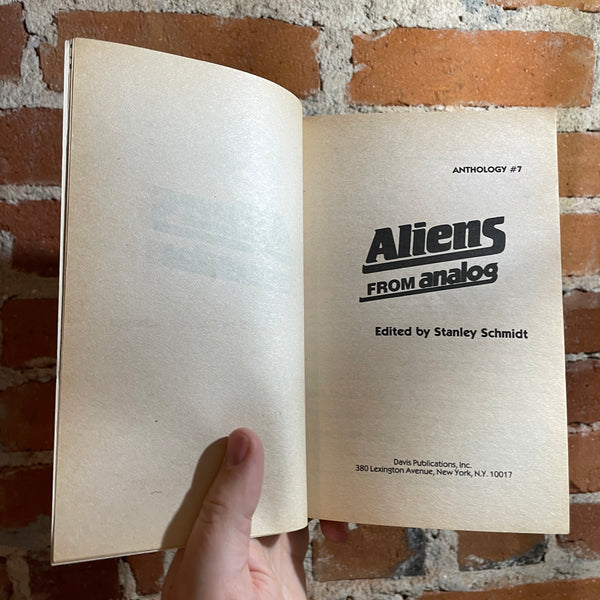 ANTHOLOGY #7
Aliens
FROM analog
Edited by Stanley Schmidt
Davis Publications, Inc.
380 Lexington Avenue, New York, N.Y. 10017